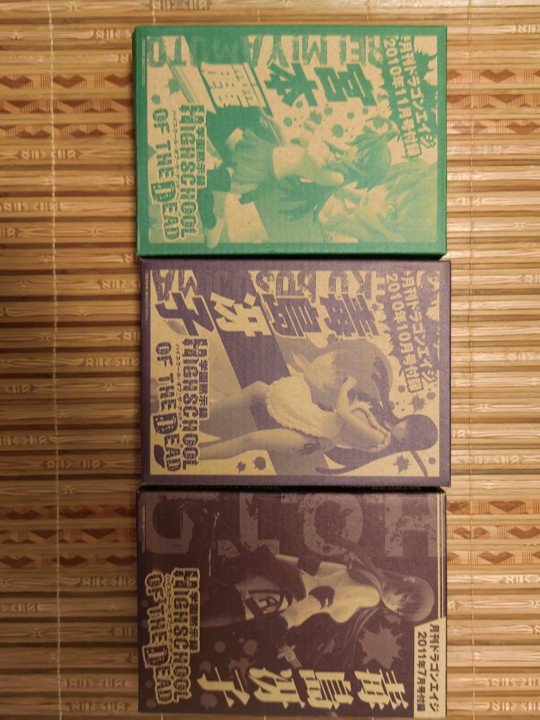 月刊ドラゴンエイジ
2010年11月号付録
宮本麗
MIYAMOTO
学園黙示録
HIGHSCHOOL
OF THE DEAD
月刊ドラゴンエイジ
2010年10月号付録
毒島冴子
学園黙示録
HIGHSCHOOL
OF THE DEAD
月刊ドラゴンエイジ
2011年7月号付録
HOTD
毒島冴子
学園黙示録
HIGHSCHOOL
OF THE DEAD